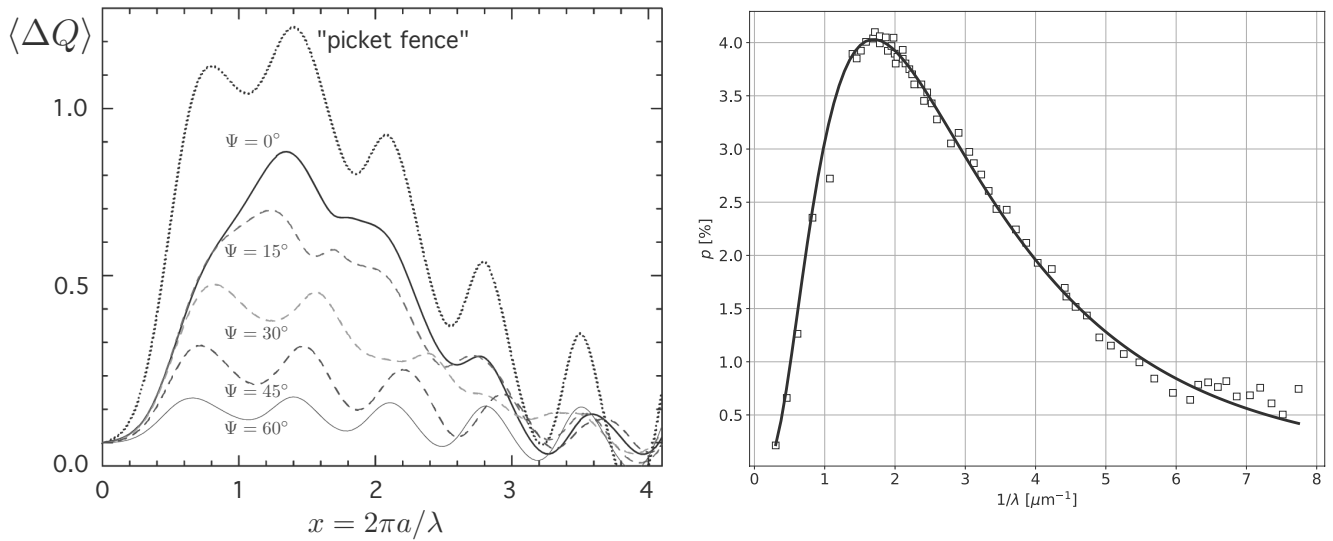 ⟨ΔQ⟩
"picket fence"
1.0
Ψ = 0°
Ψ = 15°
0.5
Ψ = 30°
Ψ = 45°
Ψ = 60°
0.0
0 1 2 3 4
x = 2πa/λ
p [%]
4.0
3.5
3.0
2.5
2.0
1.5
1.0
0.5
0 1 2 3 4 5 6 7 8
1/λ [μm⁻¹]